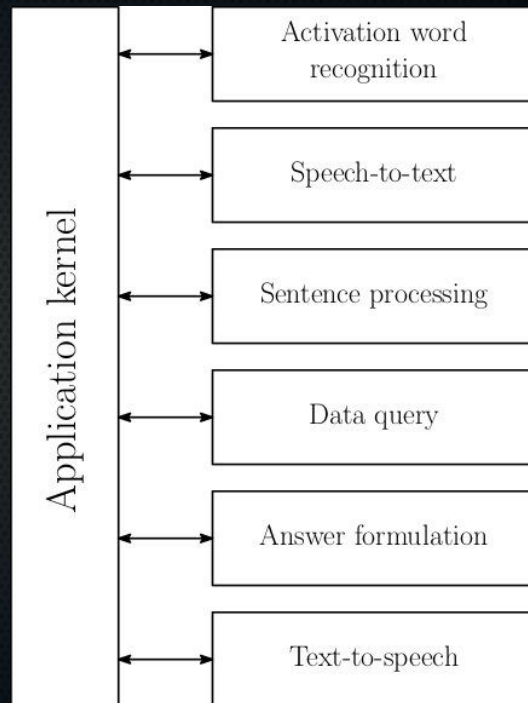 Application kernel
Activation word
recognition
Speech-to-text
Sentence processing
Data query
Answer formulation
Text-to-speech